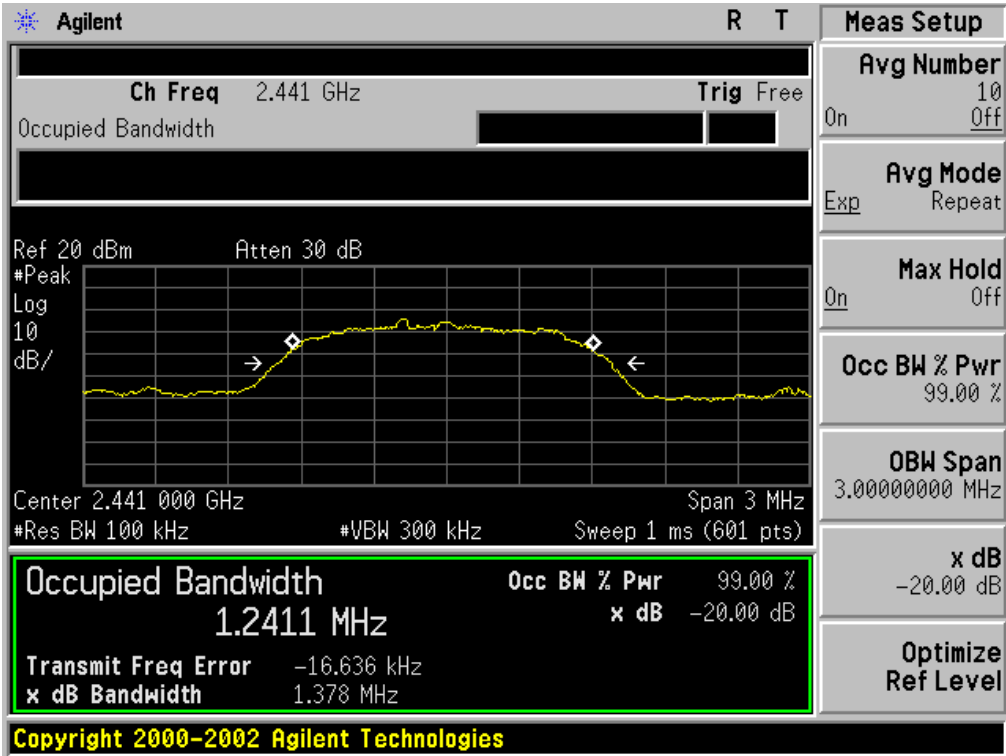 Agilent R T
Ch Freq 2.441 GHz Trig Free
Occupied Bandwidth
Ref 20 dBm Atten 30 dB
#Peak
Log
10
dB/
Center 2.441 000 GHz Span 3 MHz
#Res BW 100 kHz #VBW 300 kHz Sweep 1 ms (601 pts)
Occupied Bandwidth Occ BW % Pwr 99.00 %
1.2411 MHz x dB -20.00 dB
Transmit Freq Error -16.636 kHz
x dB Bandwidth 1.378 MHz
Copyright 2000-2002 Agilent Technologies
Meas Setup
Avg Number
10
On Off
Avg Mode
Exp Repeat
Max Hold
On Off
Occ BW % Pwr
99.00 %
OBW Span
3.00000000 MHz
x dB
-20.00 dB
Optimize
Ref Level